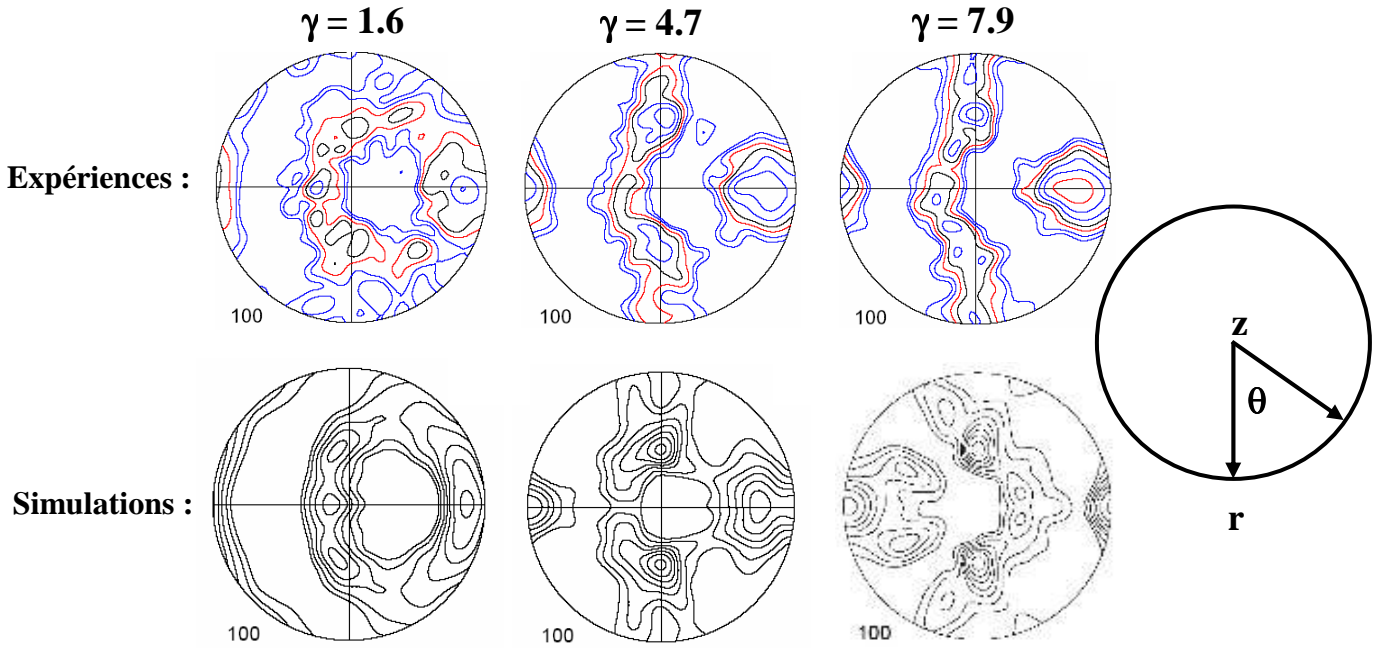 γ = 1.6 γ = 4.7 γ = 7.9
Expériences :
100 100 100
z
θ
r
Simulations :
100 100 100